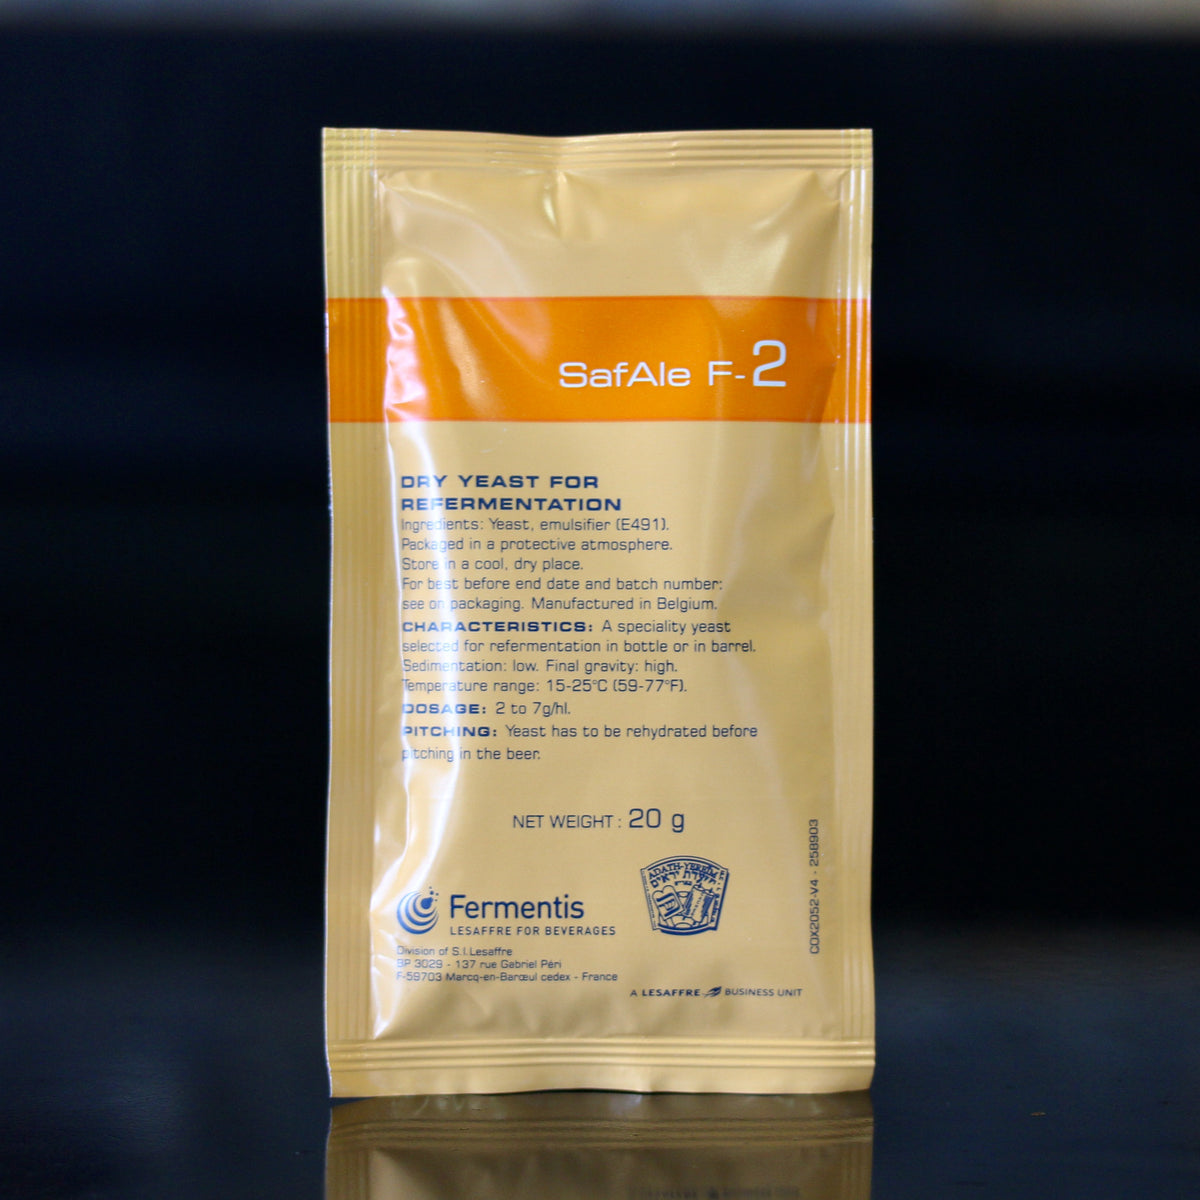 SafAle F-2
DRY YEAST FOR
REFERMENTATION
Ingredients: Yeast, emulsifier (E491).
Packaged in a protective atmosphere.
Store in a cool, dry place.
For best before end date and batch number:
see on packaging. Manufactured in Belgium.
CHARACTERISTICS: A speciality yeast
selected for refermentation in bottle or in barrel.
Sedimentation: low. Final gravity: high.
Temperature range: 15-25°C (59-77°F).
DOSAGE: 2 to 7g/hl.
PITCHING: Yeast has to be rehydrated before
pitching in the beer.
NET WEIGHT : 20 g
COX2052-V4 - 258903
ADATH-YEREIM
Fermentis
LESAFFRE FOR BEVERAGES
Division of S.I.Lesaffre
BP 3029 - 137 rue Gabriel Péri
F-59703 Marcq-en-Barœul cedex - France
A LESAFFRE BUSINESS UNIT